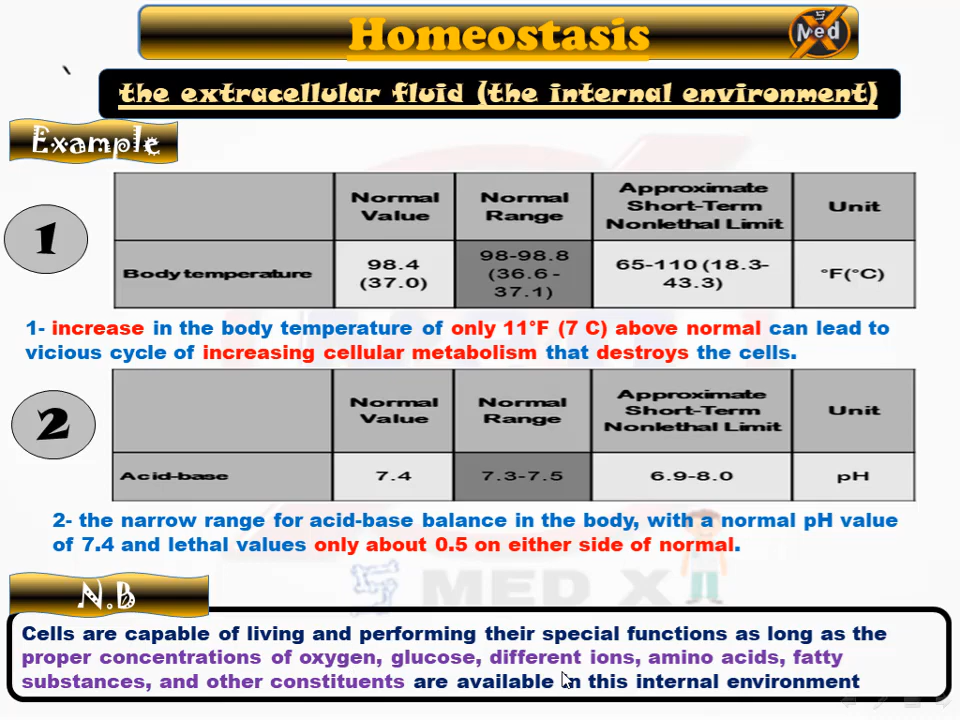 Homeostasis
5
Med
the extracellular fluid (the internal environment)
Example
1
Normal Value
Normal Range
Approximate Short-Term Nonlethal Limit
Unit
Body temperature
98.4 (37.0)
98-98.8 (36.6-37.1)
65-110 (18.3-43.3)
°F(°C)
1- increase in the body temperature of only 11°F (7 C) above normal can lead to
vicious cycle of increasing cellular metabolism that destroys the cells.
2
Normal Value
Normal Range
Approximate Short-Term Nonlethal Limit
Unit
Acid-base
7.4
7.3-7.5
6.9-8.0
pH
2- the narrow range for acid-base balance in the body, with a normal pH value
of 7.4 and lethal values only about 0.5 on either side of normal.
MED X
N.B
Cells are capable of living and performing their special functions as long as the
proper concentrations of oxygen, glucose, different ions, amino acids, fatty
substances, and other constituents are available in this internal environment